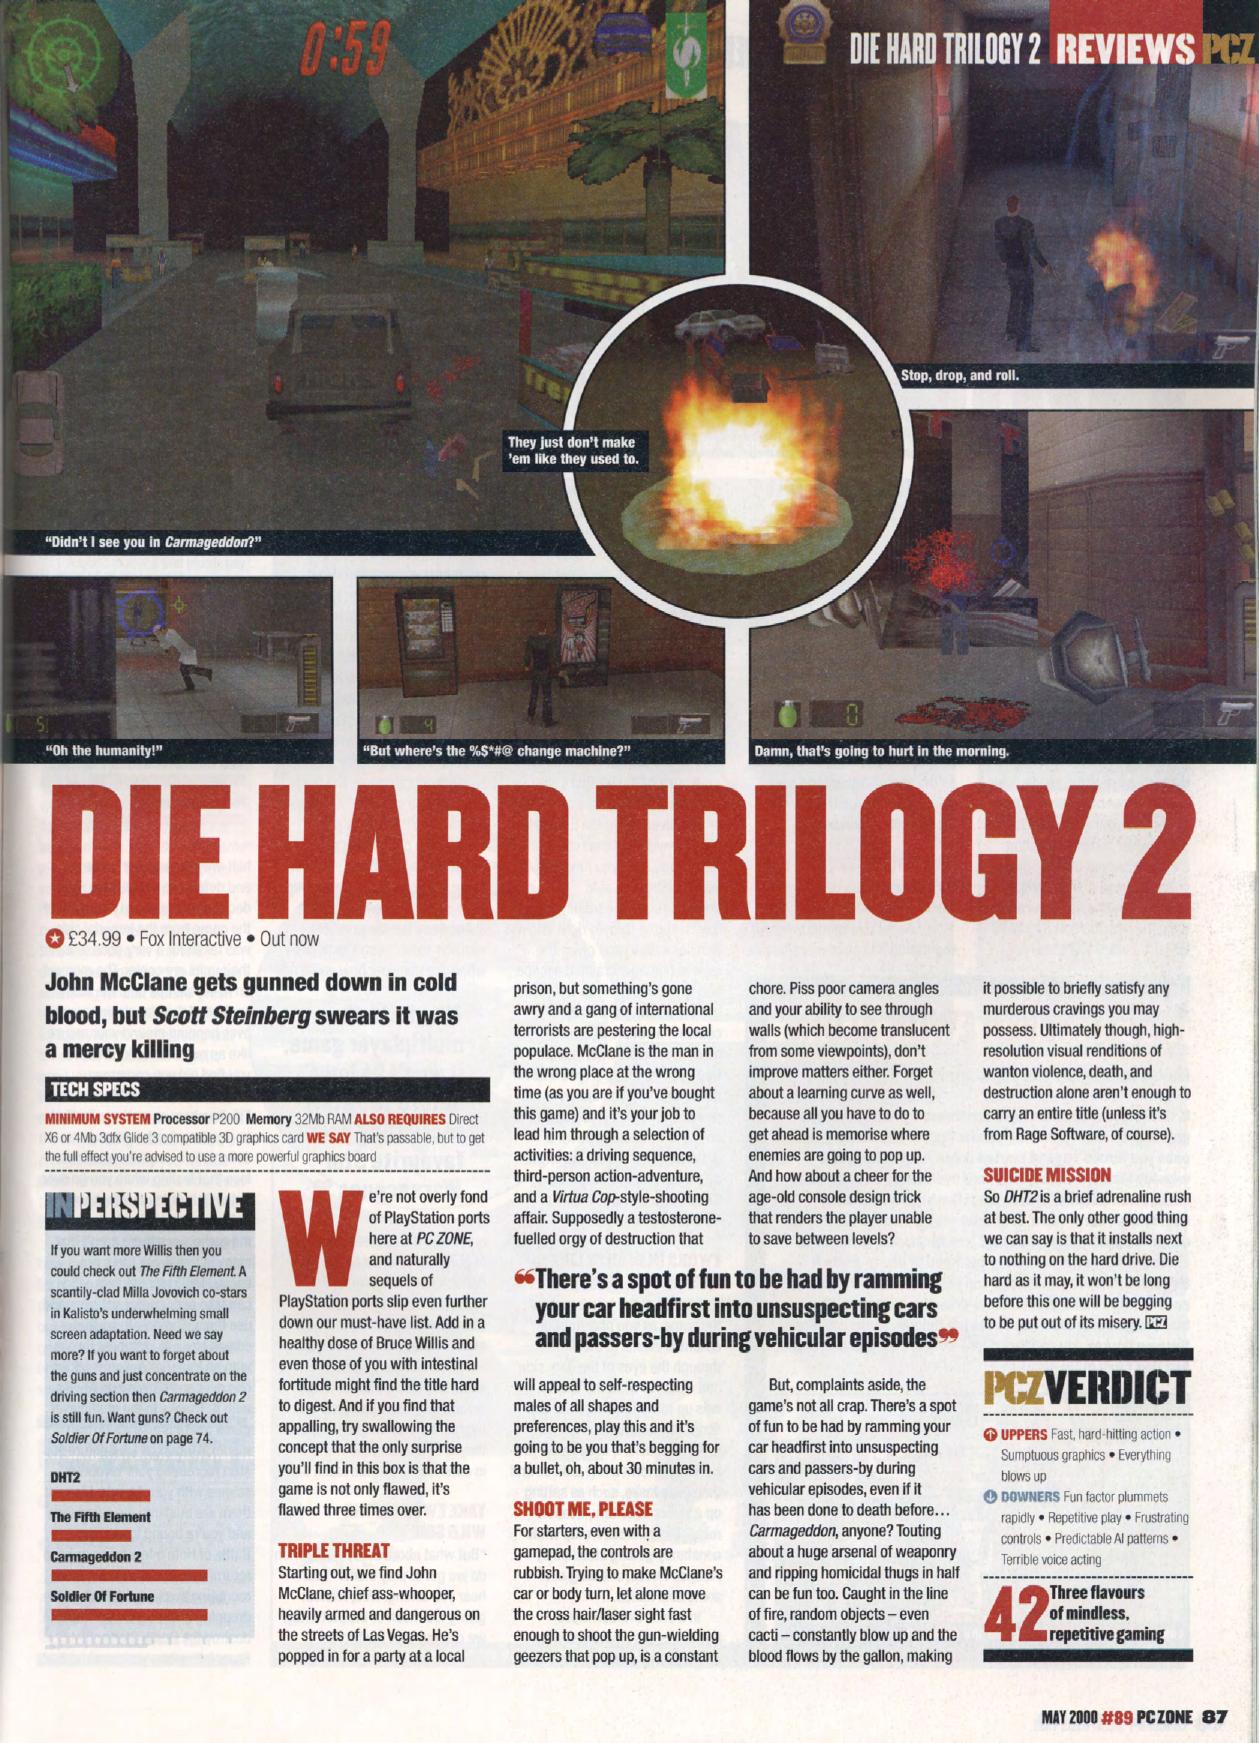 DIE HARD TRILOGY 2 REVIEWS PCZ
0:59
Stop, drop, and roll.
They just don't make
'em like they used to.
"Didn't I see you in Carmageddon?"
5
"Oh the humanity!"
4
"But where's the %$*#@ change machine?"
0
Damn, that's going to hurt in the morning.
DIE HARD TRILOGY 2
£34.99 • Fox Interactive • Out now
John McClane gets gunned down in cold
blood, but Scott Steinberg swears it was
a mercy killing
TECH SPECS
MINIMUM SYSTEM Processor P200 Memory 32Mb RAM ALSO REQUIRES Direct
X6 or 4Mb 3dfx Glide 3 compatible 3D graphics card WE SAY That's passable, but to get
the full effect you're advised to use a more powerful graphics board
INPERSPECTIVE
If you want more Willis then you
could check out The Fifth Element. A
scantily-clad Milla Jovovich co-stars
in Kalisto's underwhelming small
screen adaptation. Need we say
more? If you want to forget about
the guns and just concentrate on the
driving section then Carmageddon 2
is still fun. Want guns? Check out
Soldier Of Fortune on page 74.
DHT2
The Fifth Element
Carmageddon 2
Soldier Of Fortune
We're not overly fond
of PlayStation ports
here at PC ZONE,
and naturally
sequels of
PlayStation ports slip even further
down our must-have list. Add in a
healthy dose of Bruce Willis and
even those of you with intestinal
fortitude might find the title hard
to digest. And if you find that
appalling, try swallowing the
concept that the only surprise
you'll find in this box is that the
game is not only flawed, it's
flawed three times over.
TRIPLE THREAT
Starting out, we find John
McClane, chief ass-whooper,
heavily armed and dangerous on
the streets of Las Vegas. He's
popped in for a party at a local
prison, but something's gone
awry and a gang of international
terrorists are pestering the local
populace. McClane is the man in
the wrong place at the wrong
time (as you are if you've bought
this game) and it's your job to
lead him through a selection of
activities: a driving sequence,
third-person action-adventure,
and a Virtua Cop-style-shooting
affair. Supposedly a testosterone-
fuelled orgy of destruction that
will appeal to self-respecting
males of all shapes and
preferences, play this and it's
going to be you that's begging for
a bullet, oh, about 30 minutes in.
SHOOT ME, PLEASE
For starters, even with a
gamepad, the controls are
rubbish. Trying to make McClane's
car or body turn, let alone move
the cross hair/laser sight fast
enough to shoot the gun-wielding
geezers that pop up, is a constant
chore. Piss poor camera angles
and your ability to see through
walls (which become translucent
from some viewpoints), don't
improve matters either. Forget
about a learning curve as well,
because all you have to do to
get ahead is memorise where
enemies are going to pop up.
And how about a cheer for the
age-old console design trick
that renders the player unable
to save between levels?
"There's a spot of fun to be had by ramming
your car headfirst into unsuspecting cars
and passers-by during vehicular episodes"
But, complaints aside, the
game's not all crap. There's a spot
of fun to be had by ramming your
car headfirst into unsuspecting
cars and passers-by during
vehicular episodes, even if it
has been done to death before...
Carmageddon, anyone? Touting
about a huge arsenal of weaponry
and ripping homicidal thugs in half
can be fun too. Caught in the line
of fire, random objects – even
cacti – constantly blow up and the
blood flows by the gallon, making
it possible to briefly satisfy any
murderous cravings you may
possess. Ultimately though, high-
resolution visual renditions of
wanton violence, death, and
destruction alone aren't enough to
carry an entire title (unless it's
from Rage Software, of course).
SUICIDE MISSION
So DHT2 is a brief adrenaline rush
at best. The only other good thing
we can say is that it installs next
to nothing on the hard drive. Die
hard as it may, it won't be long
before this one will be begging
to be put out of its misery. PCZ
PCZVERDICT
UPPERS Fast, hard-hitting action •
Sumptuous graphics • Everything
blows up
DOWNERS Fun factor plummets
rapidly • Repetitive play • Frustrating
controls • Predictable AI patterns •
Terrible voice acting
42 Three flavours
of mindless,
repetitive gaming
MAY 2000 #89 PC ZONE 87